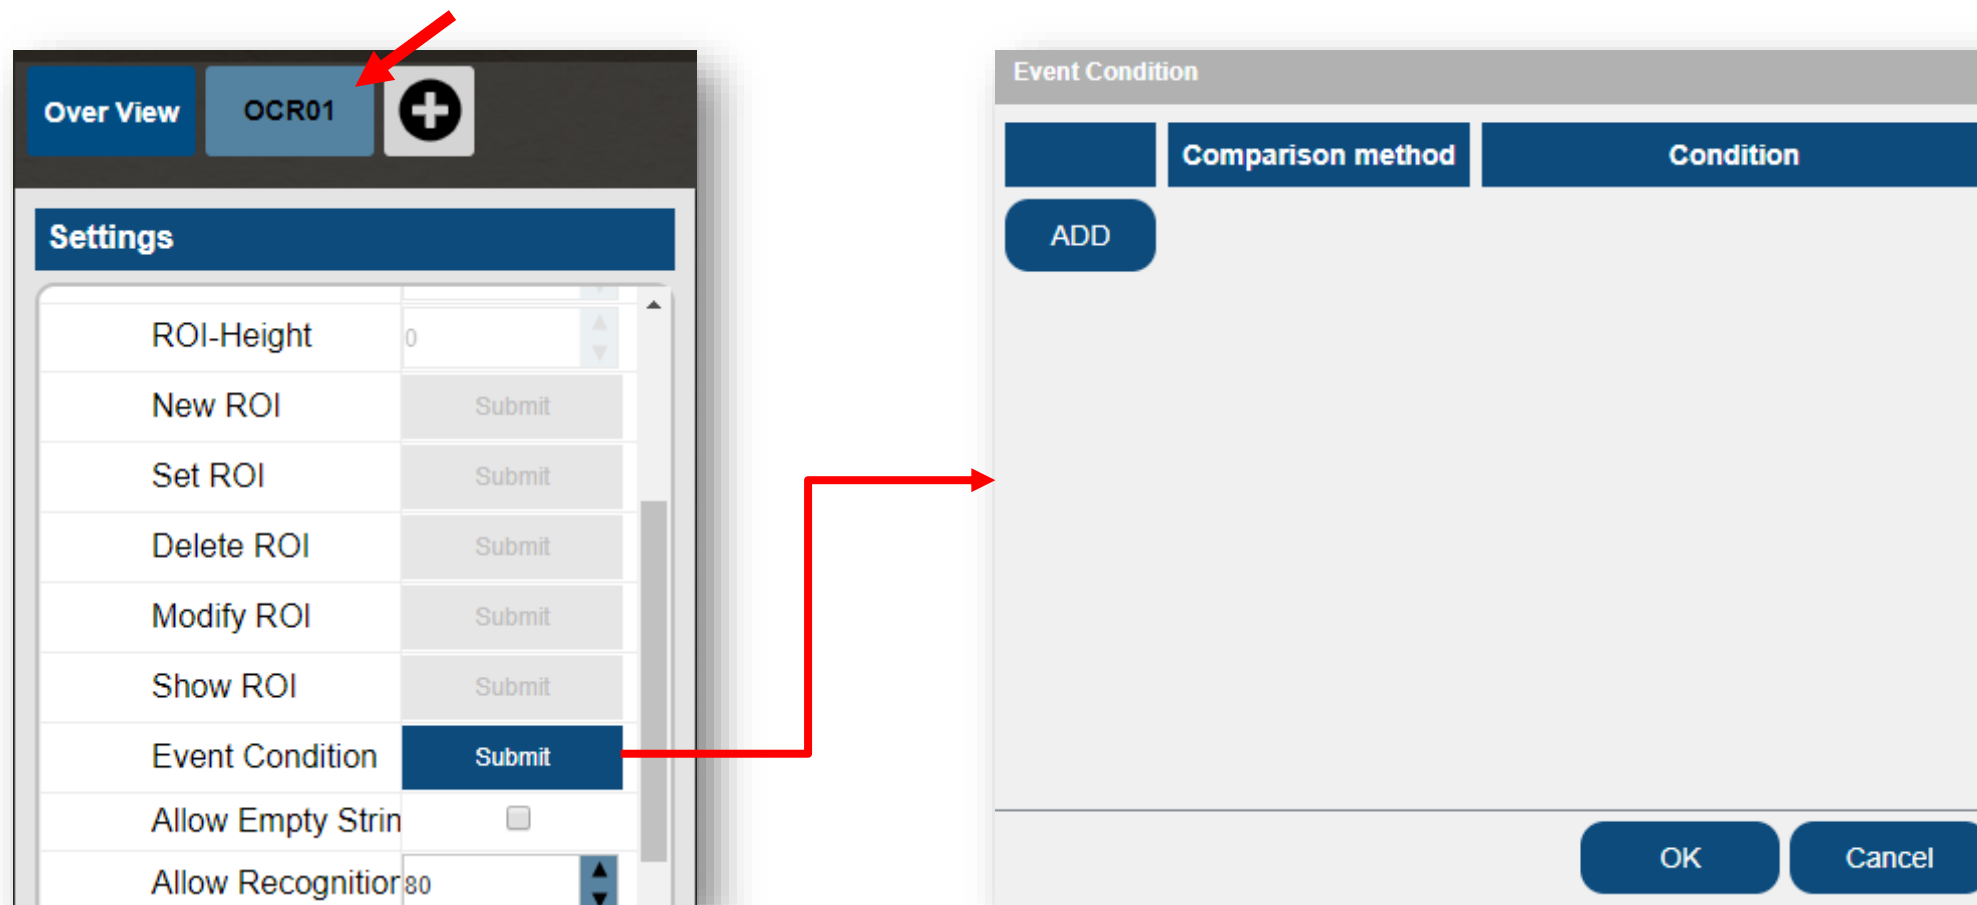 Over View OCR01
Settings
ROI-Height 0
New ROI Submit
Set ROI Submit
Delete ROI Submit
Modify ROI Submit
Show ROI Submit
Event Condition Submit
Allow Empty Strin
Allow Recognitior 80
Event Condition
Comparison method Condition
ADD
OK Cancel